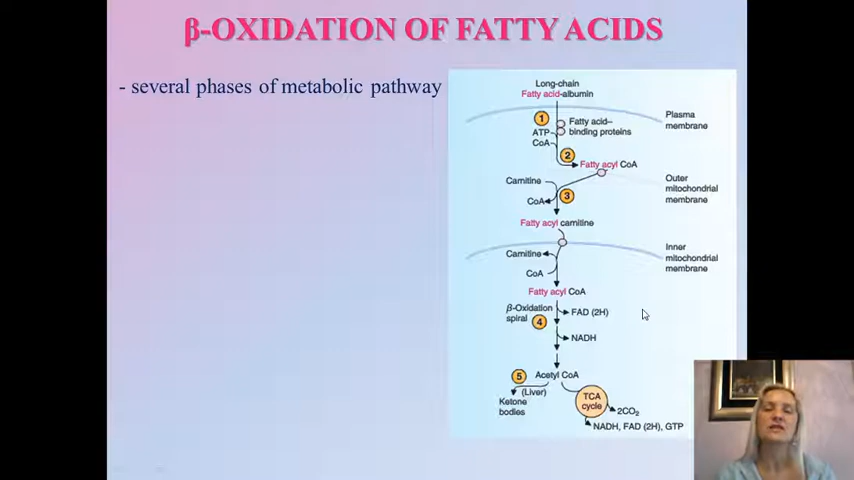 β-OXIDATION OF FATTY ACIDS
- several phases of metabolic pathway
Long-chain
Fatty acid-albumin
Plasma
membrane
1
Fatty acid–
binding proteins
ATP
CoA
2
Fatty acyl CoA
Outer
mitochondrial
membrane
Carnitine
3
CoA
Fatty acyl carnitine
Inner
mitochondrial
membrane
Carnitine
CoA
Fatty acyl CoA
β-Oxidation
spiral
4
FAD (2H)
NADH
5
Acetyl CoA
(Liver)
Ketone
bodies
TCA
cycle
2CO₂
NADH, FAD (2H), GTP